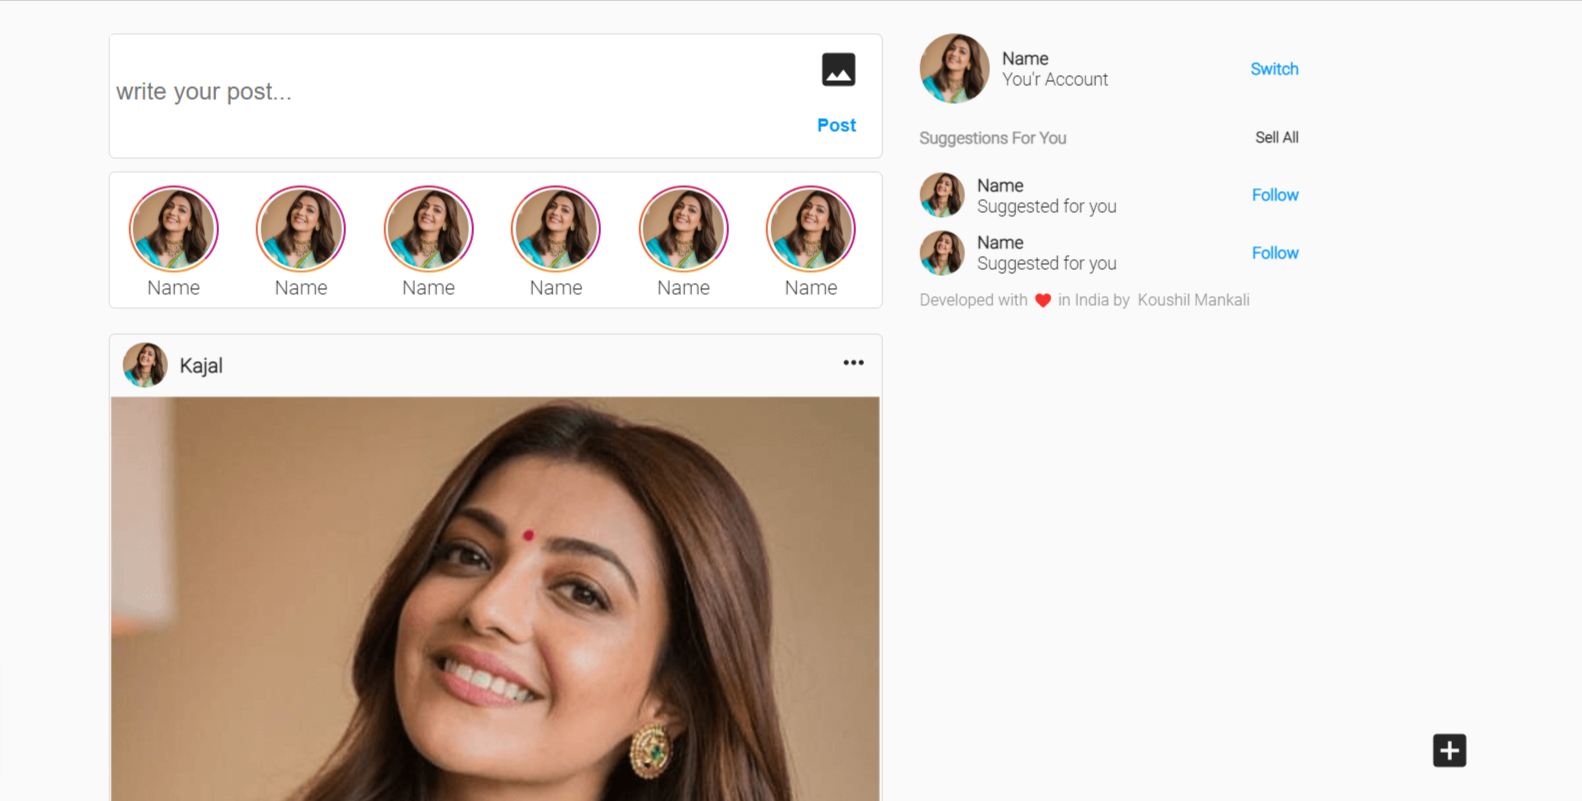 write your post...
Post
Name
Name
Name
Name
Name
Name
Kajal
Name
You'r Account
Switch
Suggestions For You
Sell All
Name
Suggested for you
Follow
Name
Suggested for you
Follow
Developed with ❤ in India by Koushil Mankali